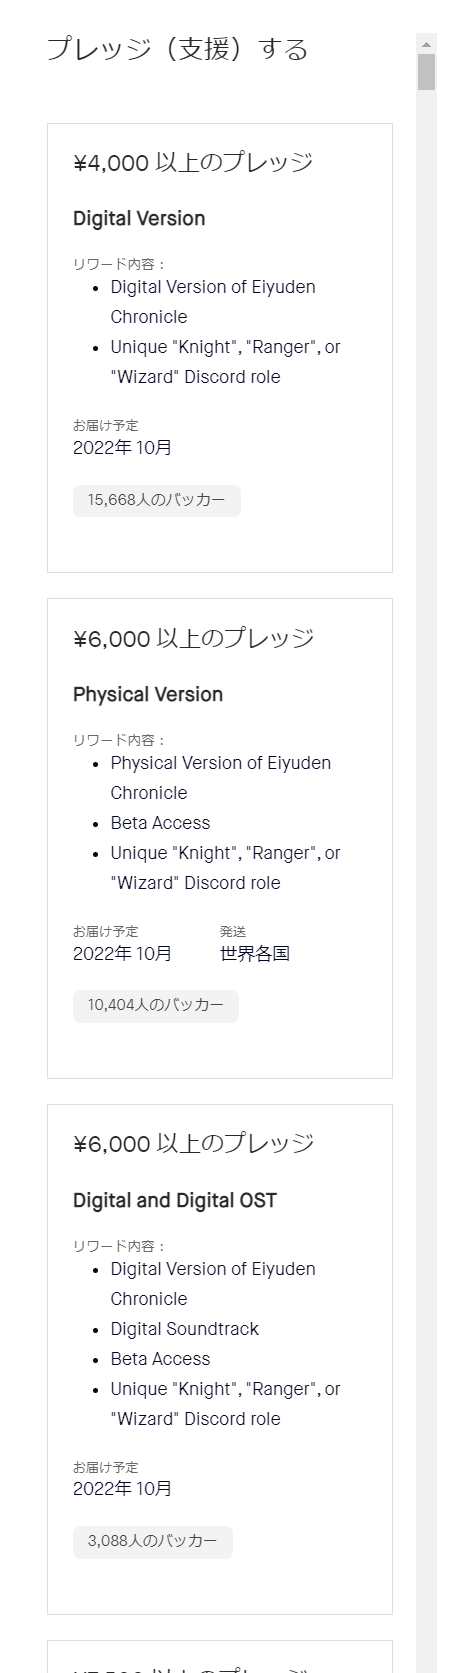 プレッジ（支援）する
¥4,000 以上のプレッジ
Digital Version
リワード内容：
• Digital Version of Eiyuden
Chronicle
• Unique "Knight", "Ranger", or
"Wizard" Discord role
お届け予定
2022年 10月
15,668人のバッカー
¥6,000 以上のプレッジ
Physical Version
リワード内容：
• Physical Version of Eiyuden
Chronicle
• Beta Access
• Unique "Knight", "Ranger", or
"Wizard" Discord role
お届け予定 発送
2022年 10月 世界各国
10,404人のバッカー
¥6,000 以上のプレッジ
Digital and Digital OST
リワード内容：
• Digital Version of Eiyuden
Chronicle
• Digital Soundtrack
• Beta Access
• Unique "Knight", "Ranger", or
"Wizard" Discord role
お届け予定
2022年 10月
3,088人のバッカー
以上のプレッジ